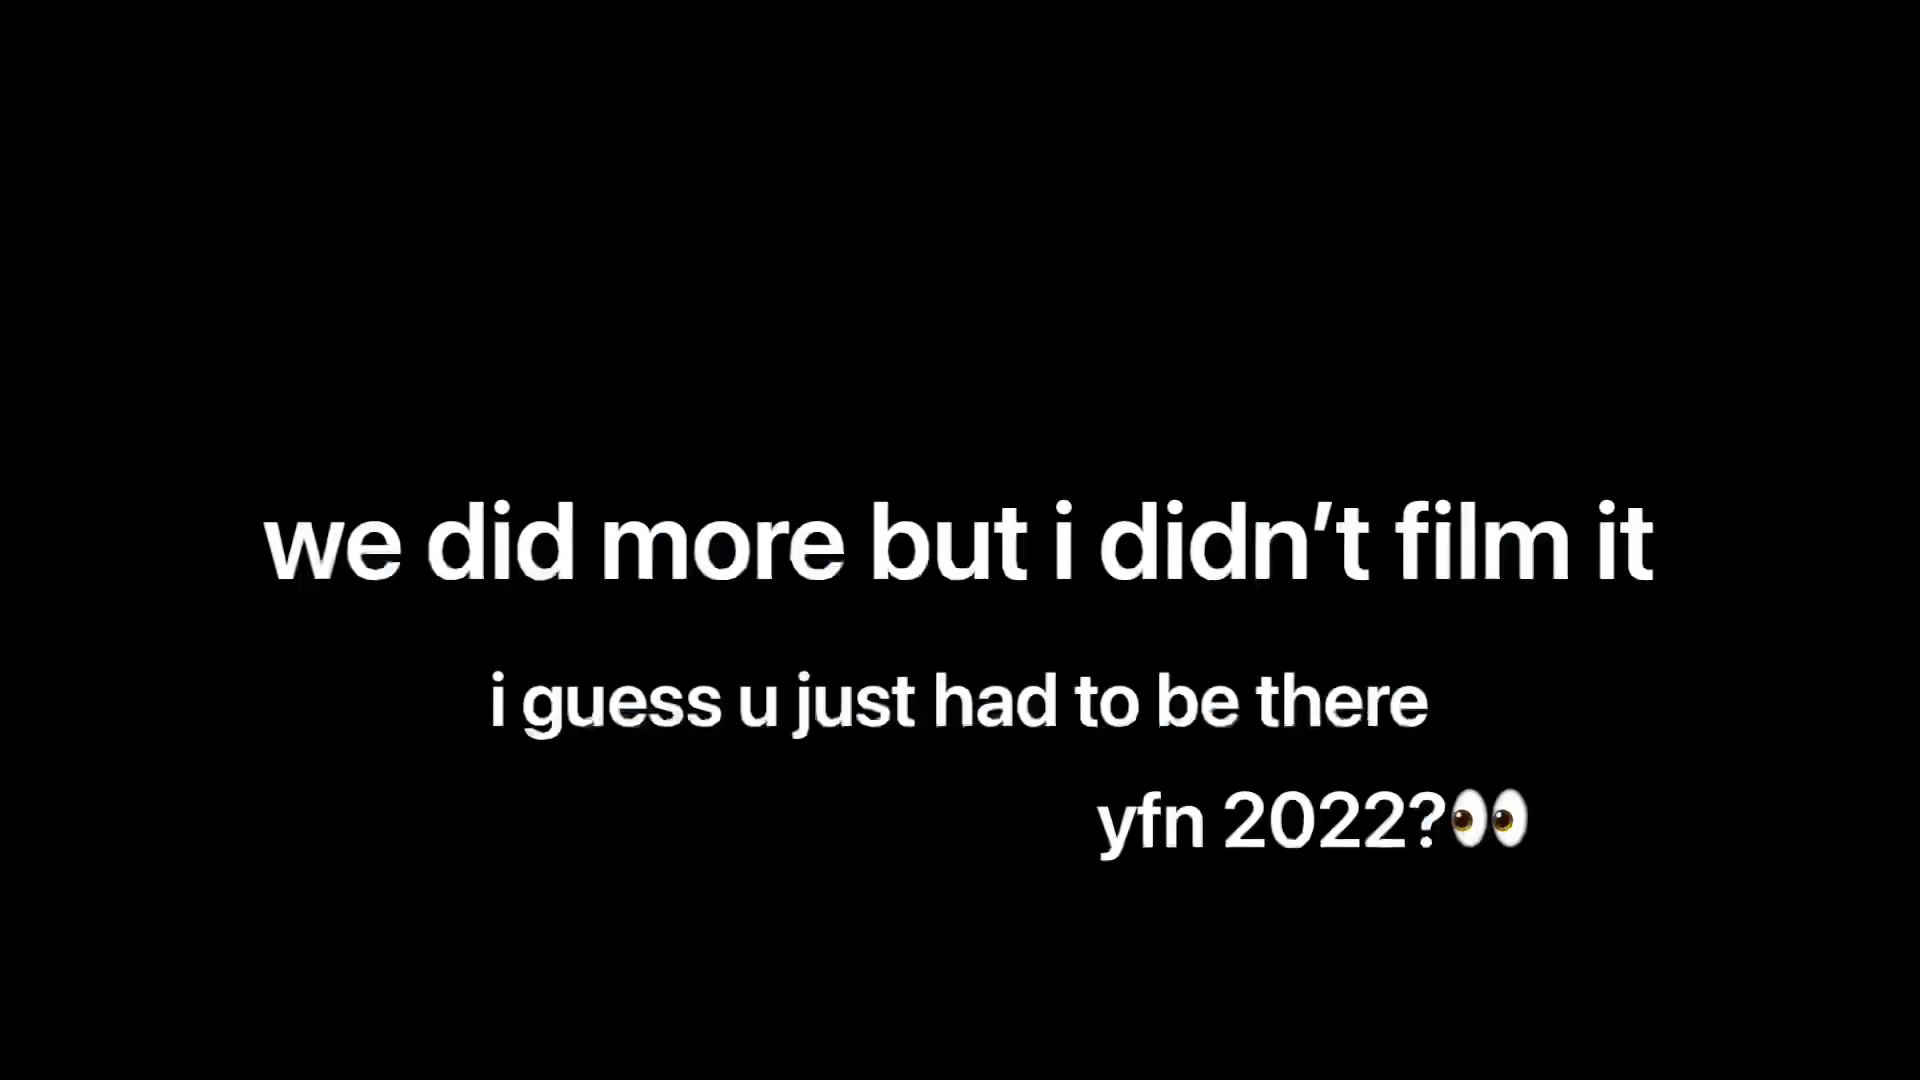 we did more but i didn’t film it
i guess u just had to be there
yfn 2022?👀